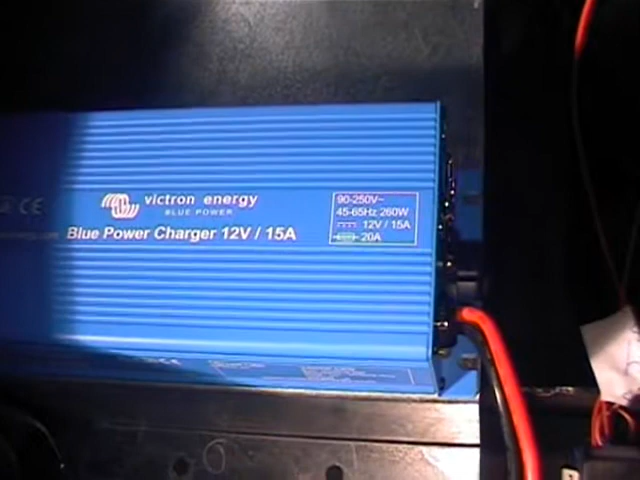 victron energy
BLUE POWER
Blue Power Charger 12V / 15A
90-250V~
45-65Hz 260W
12V / 15A
20A
CE